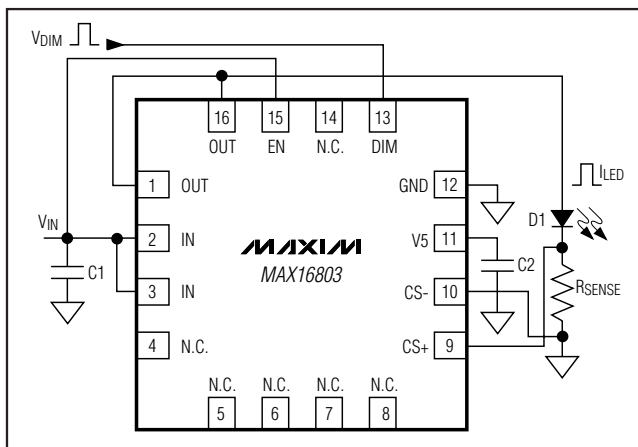 VDIM
16 15 14 13
OUT EN N.C. DIM
1 OUT
GND 12
ILED
VIN
2 IN
D1
V5 11
MAXIM
MAX16803
C1
C2
3 IN
CS- 10
RSENSE
4 N.C.
CS+ 9
N.C. N.C. N.C. N.C.
5 6 7 8